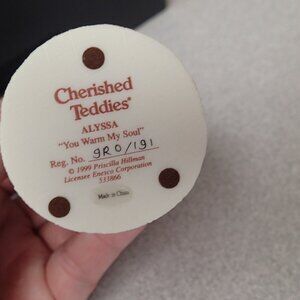 Cherished
Teddies®
ALYSSA
"You Warm My Soul"
Reg. No. 9R0/191
© 1999 Priscilla Hillman
Licensee Enesco Corporation
533866
Made in China